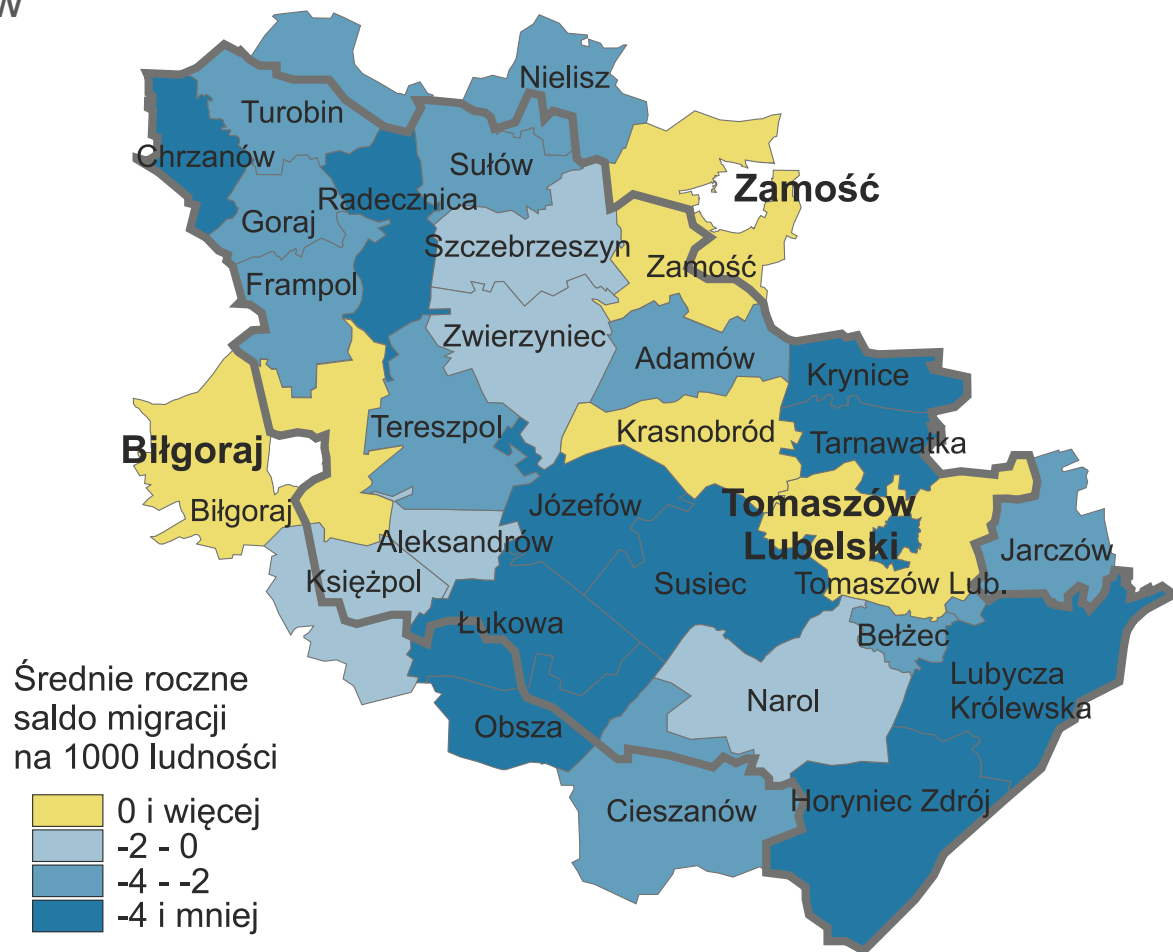 w
Nielisz
Turobin
Chrzanów
Sułów
Radecznica
Zamość
Goraj
Szczebrzeszyn
Zamość
Frampol
Zwierzyniec
Adamów
Krynice
Tereszpol
Krasnobród
Tarnawatka
Biłgoraj
Józefów
Tomaszów
Lubelski
Biłgoraj
Aleksandrów
Jarczów
Księżpol
Susiec
Tomaszów Lub.
Łukowa
Bełżec
Lubycza
Królewska
Narol
Obsza
Cieszanów
Horyniec Zdrój
Średnie roczne
saldo migracji
na 1000 ludności
0 i więcej
-2 - 0
-4 - -2
-4 i mniej